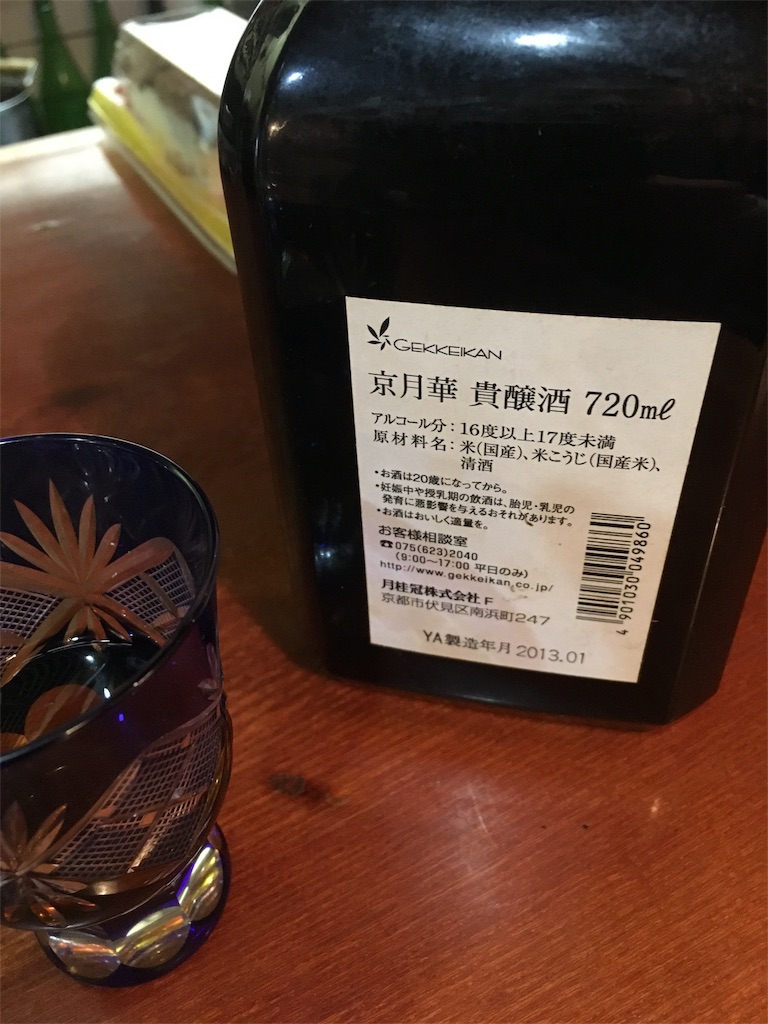 GEKKEIKAN
京月華 貴醸酒 720mℓ
アルコール分：16度以上17度未満
原材料名：米(国産)、米こうじ(国産米)、
清酒
•お酒は20歳になってから。
•妊娠中や授乳期の飲酒は、胎児・乳児の
発育に悪影響を与えるおそれがあります。
•お酒はおいしく適量を。
お客様相談室
☎075(623)2040
(9:00〜17:00 平日のみ)
http://www.gekkeikan.co.jp/
月桂冠株式会社 F
京都市伏見区南浜町247
YA製造年月 2013.01
4 901030 049860